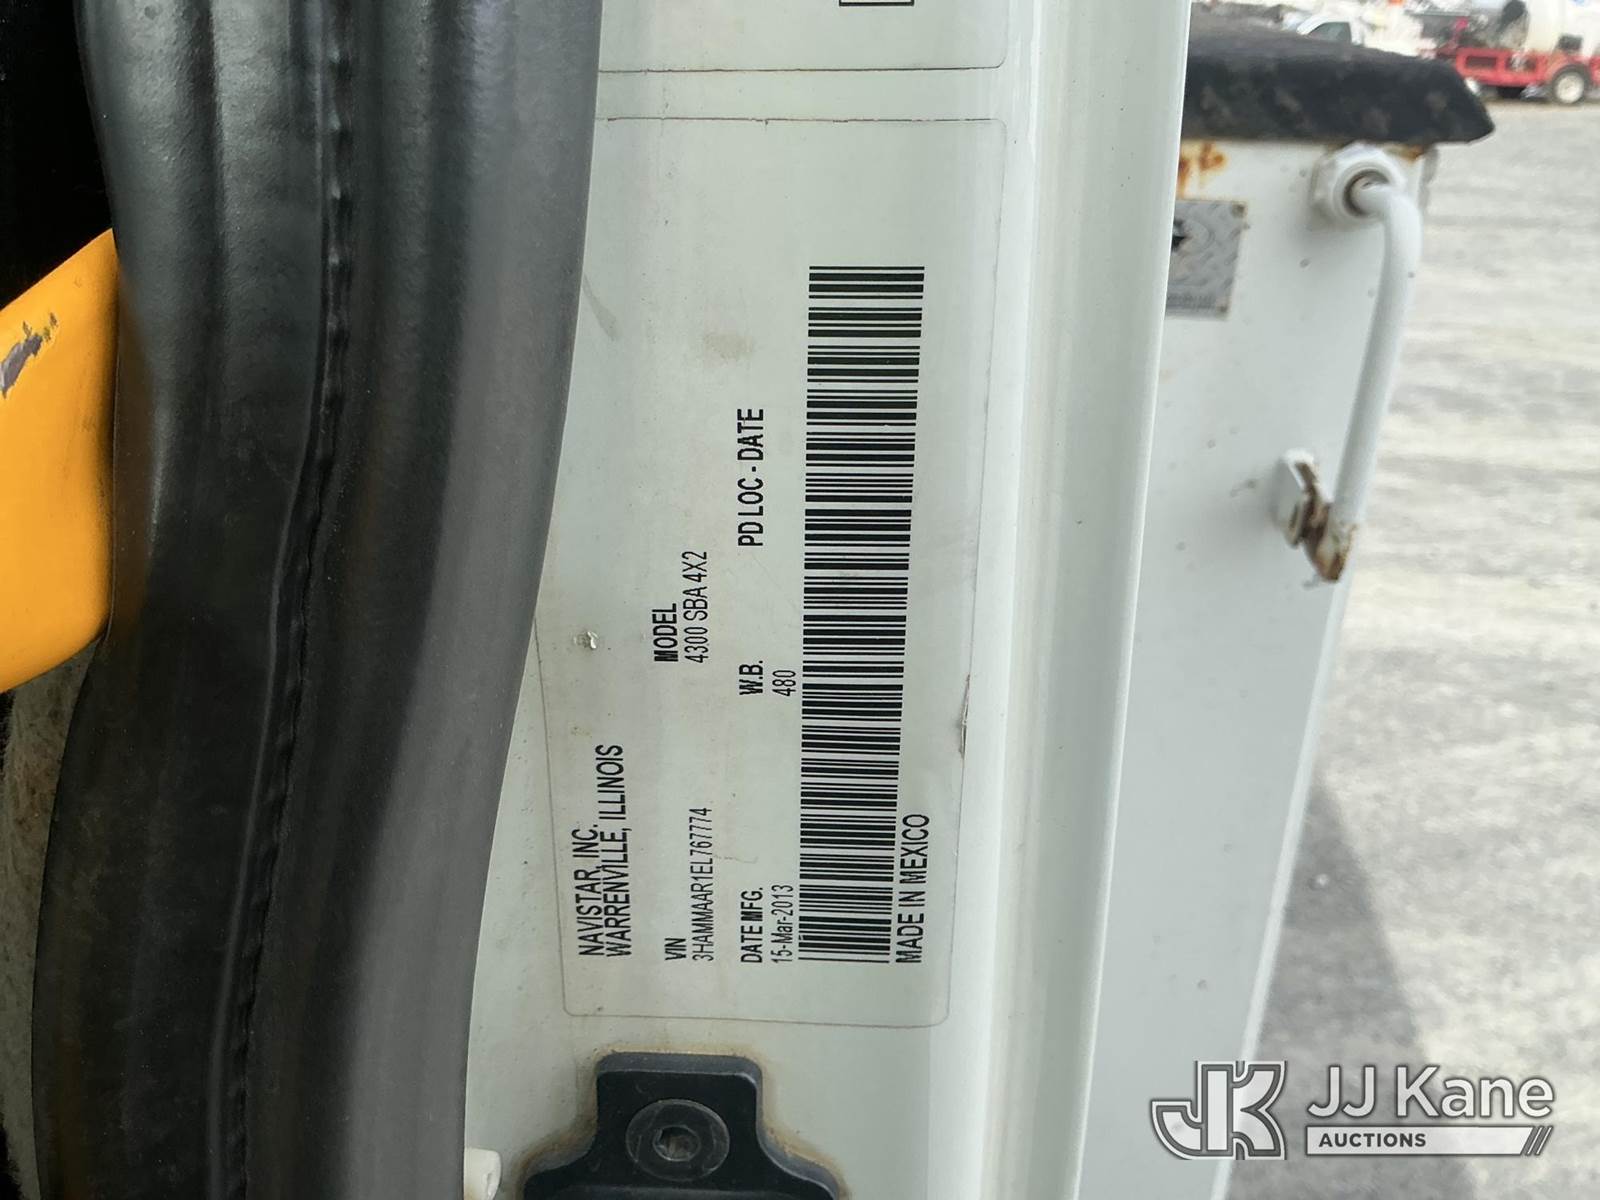 NAVISTAR, INC.
WARRENVILLE, ILLINOIS
VIN
3HAMMAAR1EL767774
MODEL
4300 SBA 4X2
DATE MFG.
15-Mar-2013
W.B.
480
PD LOC - DATE
MADE IN MEXICO
JK JJ Kane
AUCTIONS